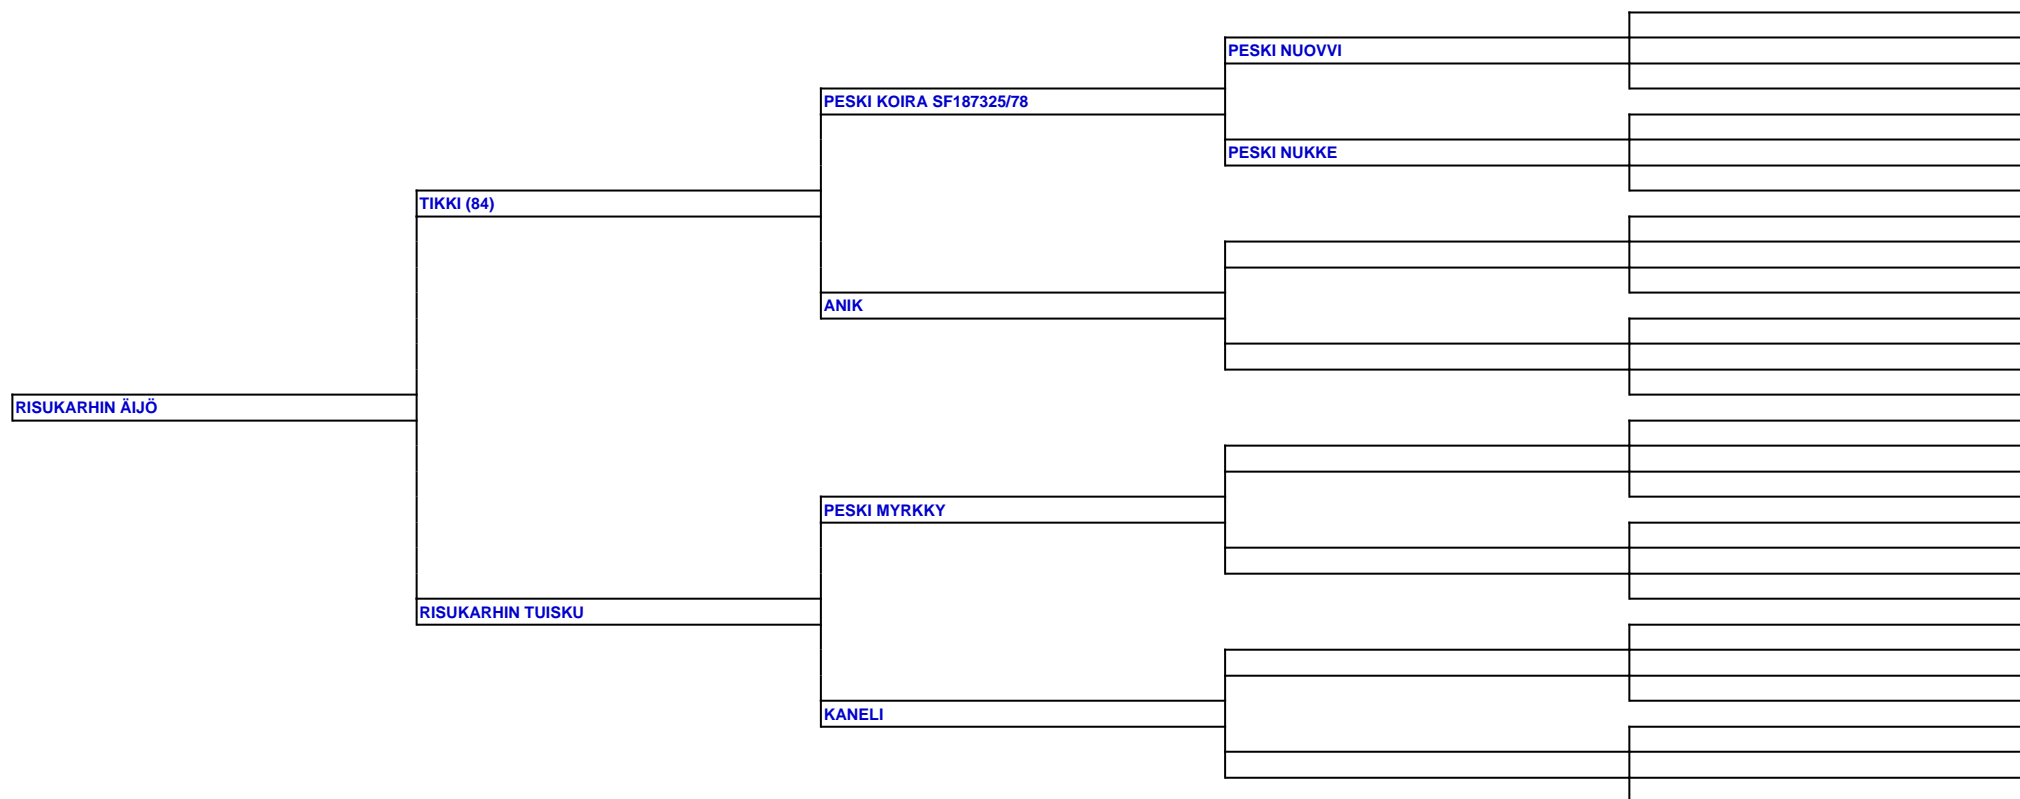 PESKI NUOVVI
PESKI KOIRA SF187325/78
PESKI NUKKE
TIKKI (84)
ANIK
RISUKARHIN ÄIJÖ
PESKI MYRKKY
RISUKARHIN TUISKU
KANELI